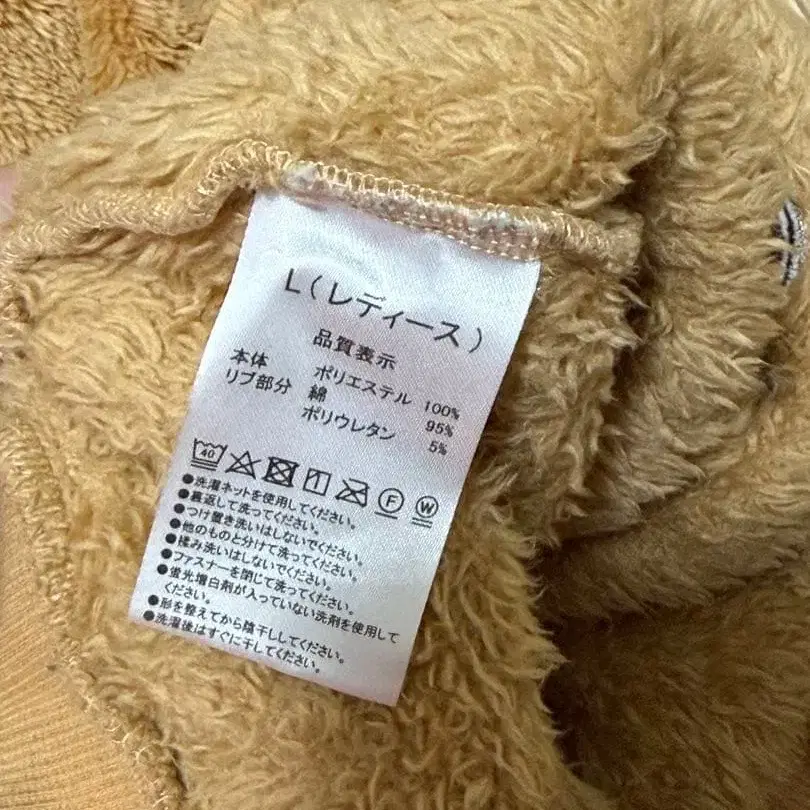 L(レディース)
品質表示
本体 ポリエステル 100%
リブ部分 綿 95%
ポリウレタン 5%
40 F W
●洗濯ネットを使用してください。
●裏返して洗ってください。
●つけ置き洗いはしないでください。
●他のものと分けて洗ってください。
●揉み洗いはしないでください。
●ファスナーを閉じて洗ってください。
●蛍光増白剤が入っていない洗剤を使用して
ください。
●形を整えてから陰干ししてください。
●洗濯後はすぐに干してください。